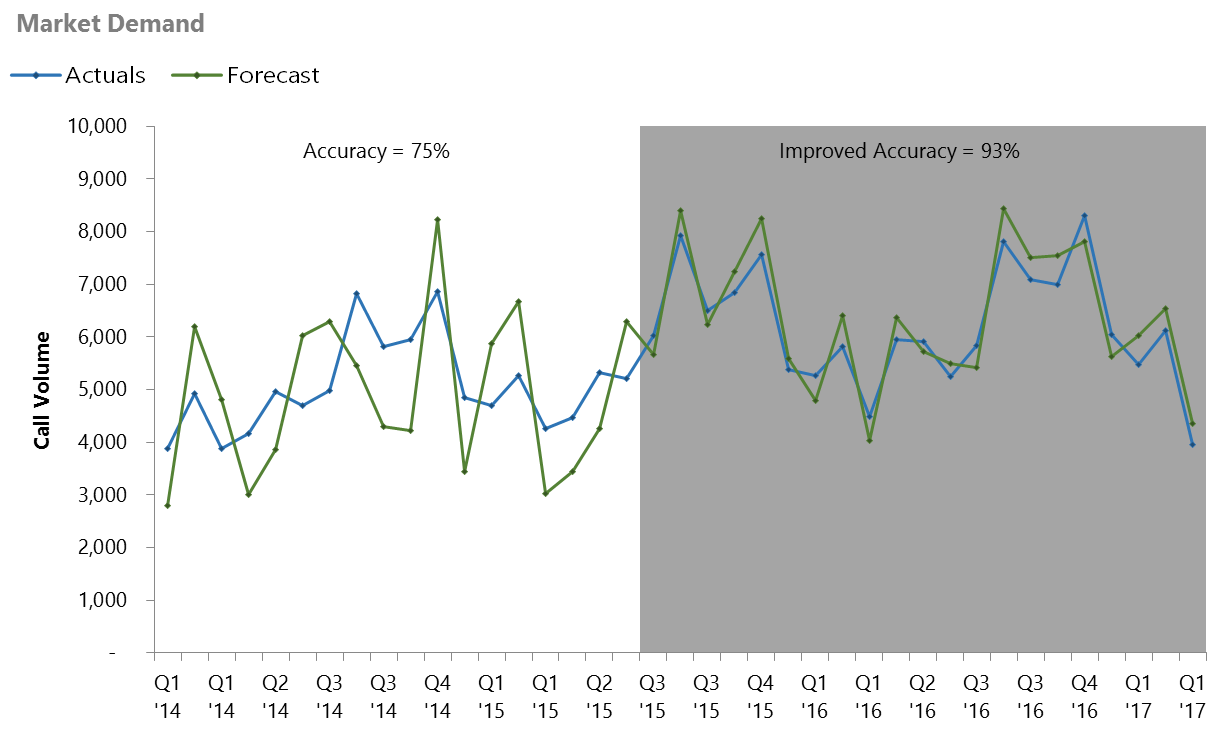 Market Demand
Actuals
Forecast
10,000
Accuracy = 75%
Improved Accuracy = 93%
9,000
8,000
7,000
6,000
5,000
4,000
3,000
2,000
1,000
-
Call Volume
Q1 Q1 Q2 Q3 Q3 Q4 Q1 Q1 Q2 Q3 Q3 Q4 Q1 Q1 Q2 Q3 Q3 Q4 Q1 Q1
'14 '14 '14 '14 '14 '14 '15 '15 '15 '15 '15 '15 '16 '16 '16 '16 '16 '16 '17 '17